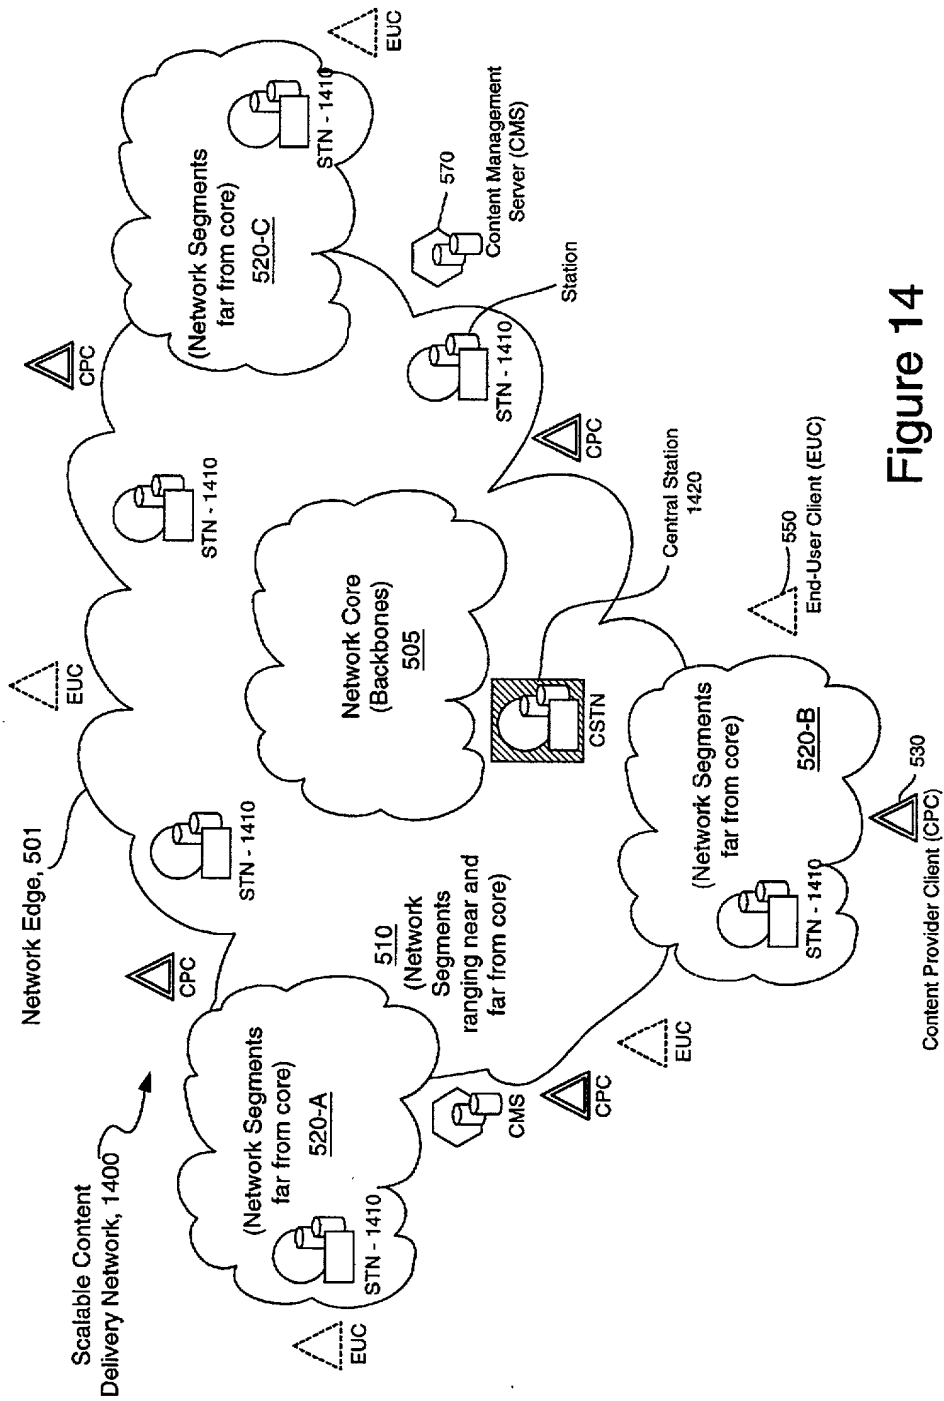 Scalable Content
Delivery Network, 1400
Network Edge, 501
EUC
CPC
EUC
CPC
STN - 1410
STN - 1410
(Network Segments
far from core)
520-A
STN - 1410
EUC
510
(Network
Segments
ranging near and
far from core)
Network Core
(Backbones)
505
(Network Segments
far from core)
520-C
STN - 1410
EUC
CMS
CPC
CSTN
Central Station
1420
STN - 1410
Station
570
Content Management
Server (CMS)
CPC
EUC
(Network Segments
far from core)
520-B
STN - 1410
550
End-User Client (EUC)
530
Content Provider Client (CPC)
Figure 14